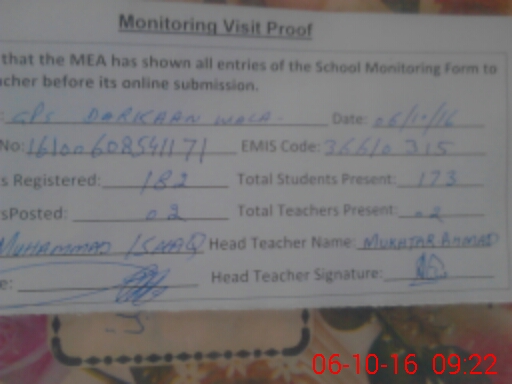 Monitoring Visit Proof
that the MEA has shown all entries of the School Monitoring Form to
acher before its online submission.
: GPS DARKHAN WALA Date: 06/10/16
No: 16100608541171 EMIS Code: 36610315
s Registered: 182 Total Students Present: 173
sPosted: 02 Total Teachers Present: 02
MUHAMMAD ISHAQ Head Teacher Name: MUKHTAR AHMAD
e: Head Teacher Signature:
06-10-16 09:22